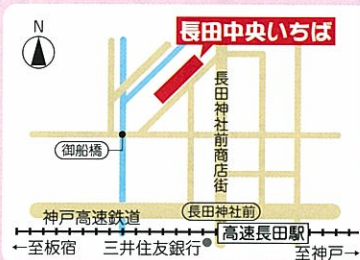 N
長田中央いちば
長田神社前商店街
御船橋
長田神社前
神戸高速鉄道
高速長田駅
←至板宿
三井住友銀行
至神戸→